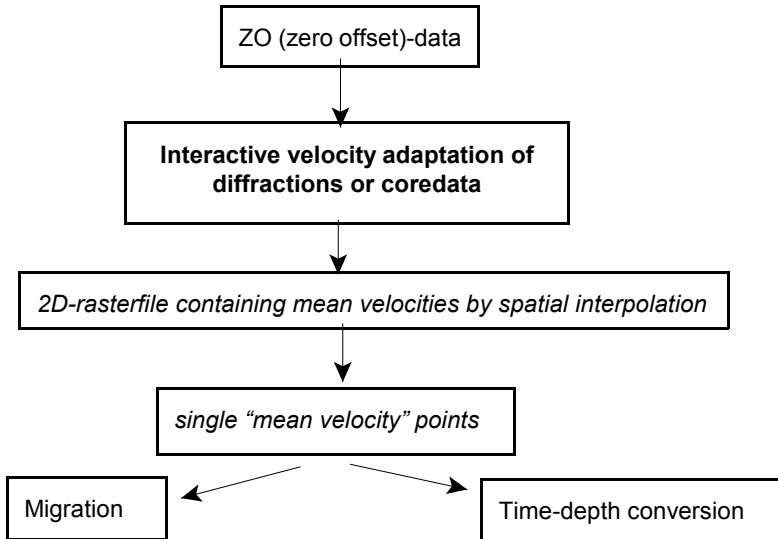 ZO (zero offset)-data
Interactive velocity adaptation of
diffractions or coredata
2D-rasterfile containing mean velocities by spatial interpolation
single “mean velocity” points
Migration
Time-depth conversion